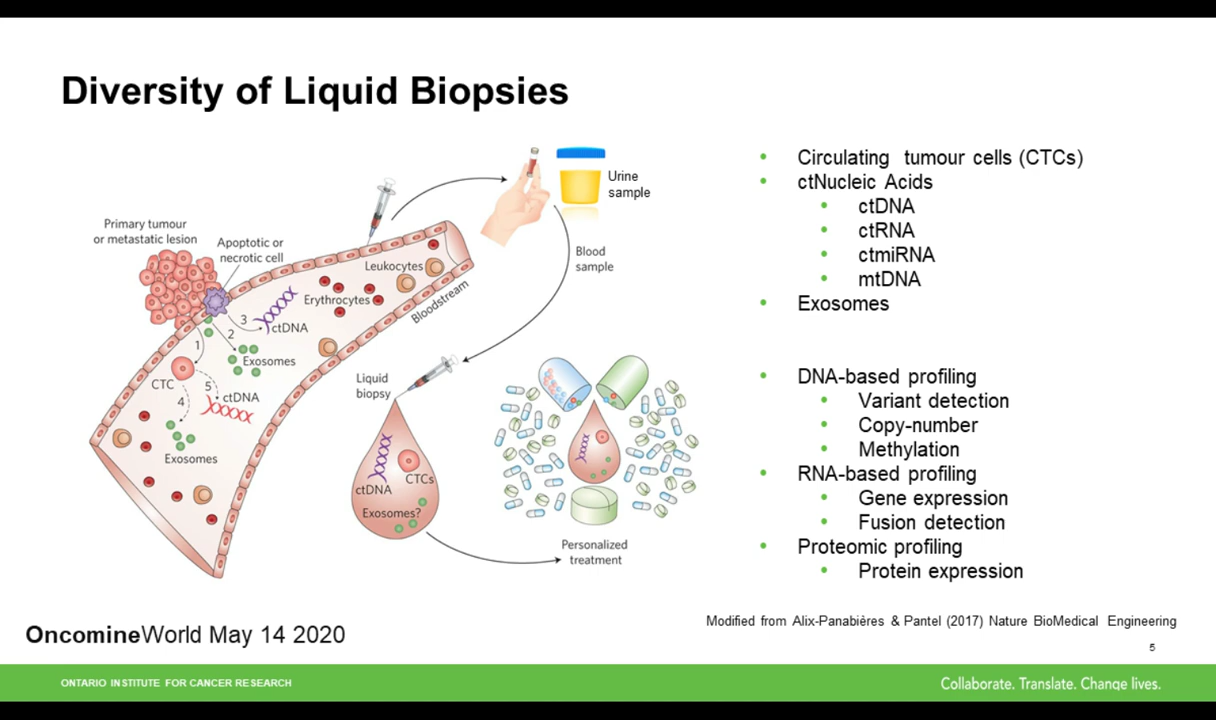 Diversity of Liquid Biopsies
Primary tumour
or metastatic lesion
Apoptotic or
necrotic cell
Leukocytes
Erythrocytes
Bloodstream
3
ctDNA
2
Exosomes
1
CTC
5
ctDNA
4
Exosomes
Urine
sample
Blood
sample
Liquid
biopsy
ctDNA
CTCs
Exosomes?
Personalized
treatment
• Circulating tumour cells (CTCs)
• ctNucleic Acids
• ctDNA
• ctRNA
• ctmiRNA
• mtDNA
• Exosomes
• DNA-based profiling
• Variant detection
• Copy-number
• Methylation
• RNA-based profiling
• Gene expression
• Fusion detection
• Proteomic profiling
• Protein expression
Modified from Alix-Panabières & Pantel (2017) Nature BioMedical Engineering
OncomineWorld May 14 2020
5
ONTARIO INSTITUTE FOR CANCER RESEARCH
Collaborate. Translate. Change lives.